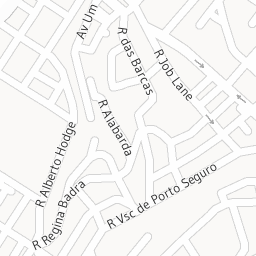 Av Um
R das Barcas
R Job Lane
R Alabarda
R Alberto Hodge
R Vsc de Porto Seguro
R Regina Badra